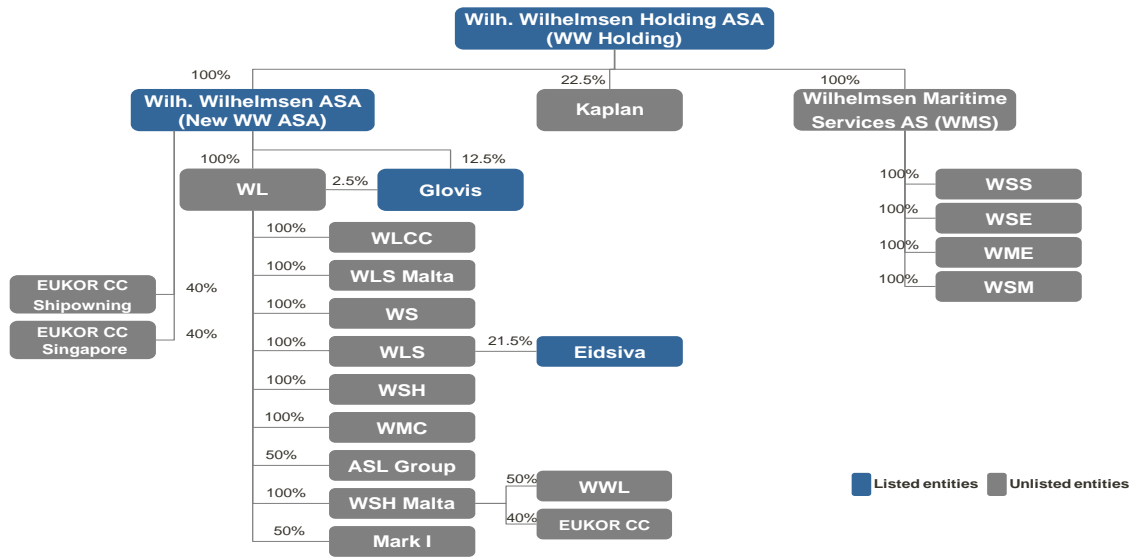 Wilh. Wilhelmsen Holding ASA
(WW Holding)
100%
22.5%
100%
Wilh. Wilhelmsen ASA
(New WW ASA)
Kaplan
Wilhelmsen Maritime
Services AS (WMS)
100%
12.5%
WL
2.5%
Glovis
100%
WSS
100%
WSE
100%
WME
100%
WSM
100%
WLCC
100%
WLS Malta
EUKOR CC
Shipowning
40%
100%
WS
EUKOR CC
Singapore
40%
100%
WLS
21.5%
Eidsiva
100%
WSH
100%
WMC
50%
ASL Group
100%
WSH Malta
50%
WWL
40%
EUKOR CC
50%
Mark I
Listed entities
Unlisted entities